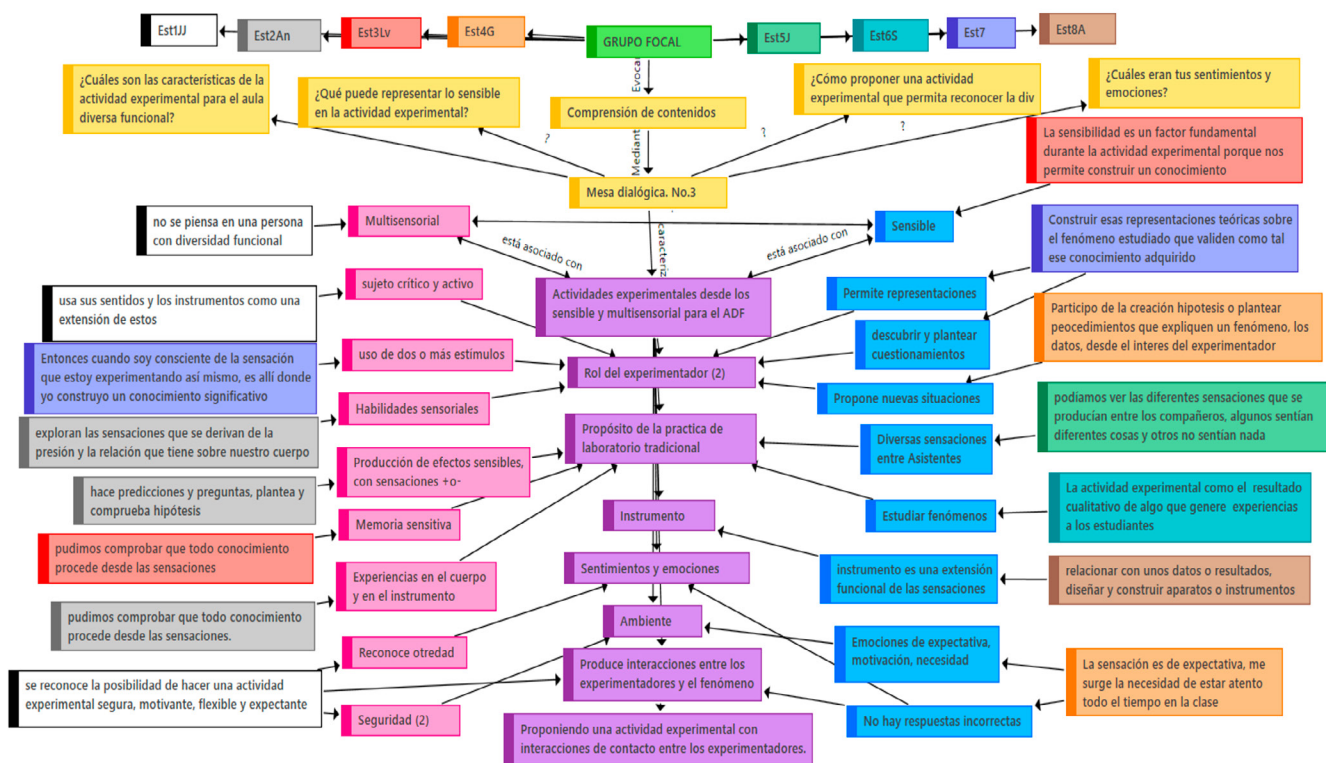 Est1JJ
Est2An
Est3Lv
Est4G
GRUPO FOCAL
Est5J
Est6S
Est7
Est8A
Evocar
¿Cuáles son las características de la
actividad experimental para el aula
diversa funcional?
¿Qué puede representar lo sensible
en la actividad experimental?
Comprensión de contenidos
¿Cómo proponer una actividad
experimental que permita reconocer la div
¿Cuáles eran tus sentimientos y
emociones?
?
?
?
Mediant
La sensibilidad es un factor fundamental
durante la actividad experimental porque nos
permite construir un conocimiento
Mesa dialógica. No.3
no se piensa en una persona
con diversidad funcional
Multisensorial
Sensible
está asociado con
caracteriz
está asociado con
Construir esas representaciones teóricas sobre
el fenómeno estudiado que validen como tal
ese conocimiento adquirido
sujeto crítico y activo
Actividades experimentales desde los
sensible y multisensorial para el ADF
Permite representaciones
usa sus sentidos y los instrumentos como una
extensión de estos
descubrir y plantear
cuestionamientos
Participo de la creación hipotesis o plantear
peocedimientos que expliquen un fenómeno, los
datos, desde el interes del experimentador
Entonces cuando soy consciente de la sensación
que estoy experimentando así mismo, es allí donde
yo construyo un conocimiento significativo
uso de dos o más estímulos
Rol del experimentador (2)
Propone nuevas situaciones
Habilidades sensoriales
exploran las sensaciones que se derivan de la
presión y la relación que tiene sobre nuestro cuerpo
Propósito de la practica de
laboratorio tradicional
Diversas sensaciones
entre Asistentes
podíamos ver las diferentes sensaciones que se
producían entre los compañeros, algunos sentían
diferentes cosas y otros no sentían nada
Producción de efectos sensibles,
con sensaciones +o-
hace predicciones y preguntas, plantea y
comprueba hipótesis
Memoria sensitiva
Instrumento
Estudiar fenómenos
La actividad experimental como el  resultado
cualitativo de algo que genere  experiencias
a los estudiantes
pudimos comprobar que todo conocimiento
procede desde las sensaciones
Experiencias en el cuerpo
y en el instrumento
Sentimientos y emociones
instrumento es una extensión
funcional de las sensaciones
relacionar con unos datos o resultados,
diseñar y construir aparatos o instrumentos
pudimos comprobar que todo conocimiento
procede desde las sensaciones.
Reconoce otredad
Ambiente
Emociones de expectativa,
motivación, necesidad
La sensación es de expectativa, me
surge la necesidad de estar atento
todo el tiempo en la clase
Produce interacciones entre los
experimentadores y el fenómeno
se reconoce la posibilidad de hacer una actividad
experimental segura, motivante, flexible y expectante
Seguridad (2)
No hay respuestas incorrectas
Proponiendo una actividad experimental con
interacciones de contacto entre los experimentadores.